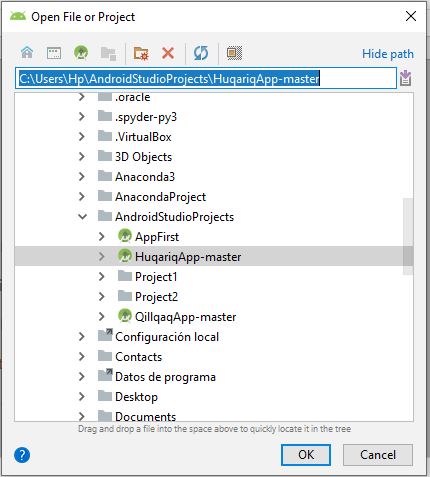 Open File or Project
Hide path
C:\Users\Hp\AndroidStudioProjects\HuqariqApp-master
.oracle
.spyder-py3
.VirtualBox
3D Objects
Anaconda3
AnacondaProject
AndroidStudioProjects
AppFirst
HuqariqApp-master
Project1
Project2
QillqaqApp-master
Configuración local
Contacts
Datos de programa
Desktop
Documents
Drag and drop a file into the space above to quickly locate it in the tree
?
OK
Cancel